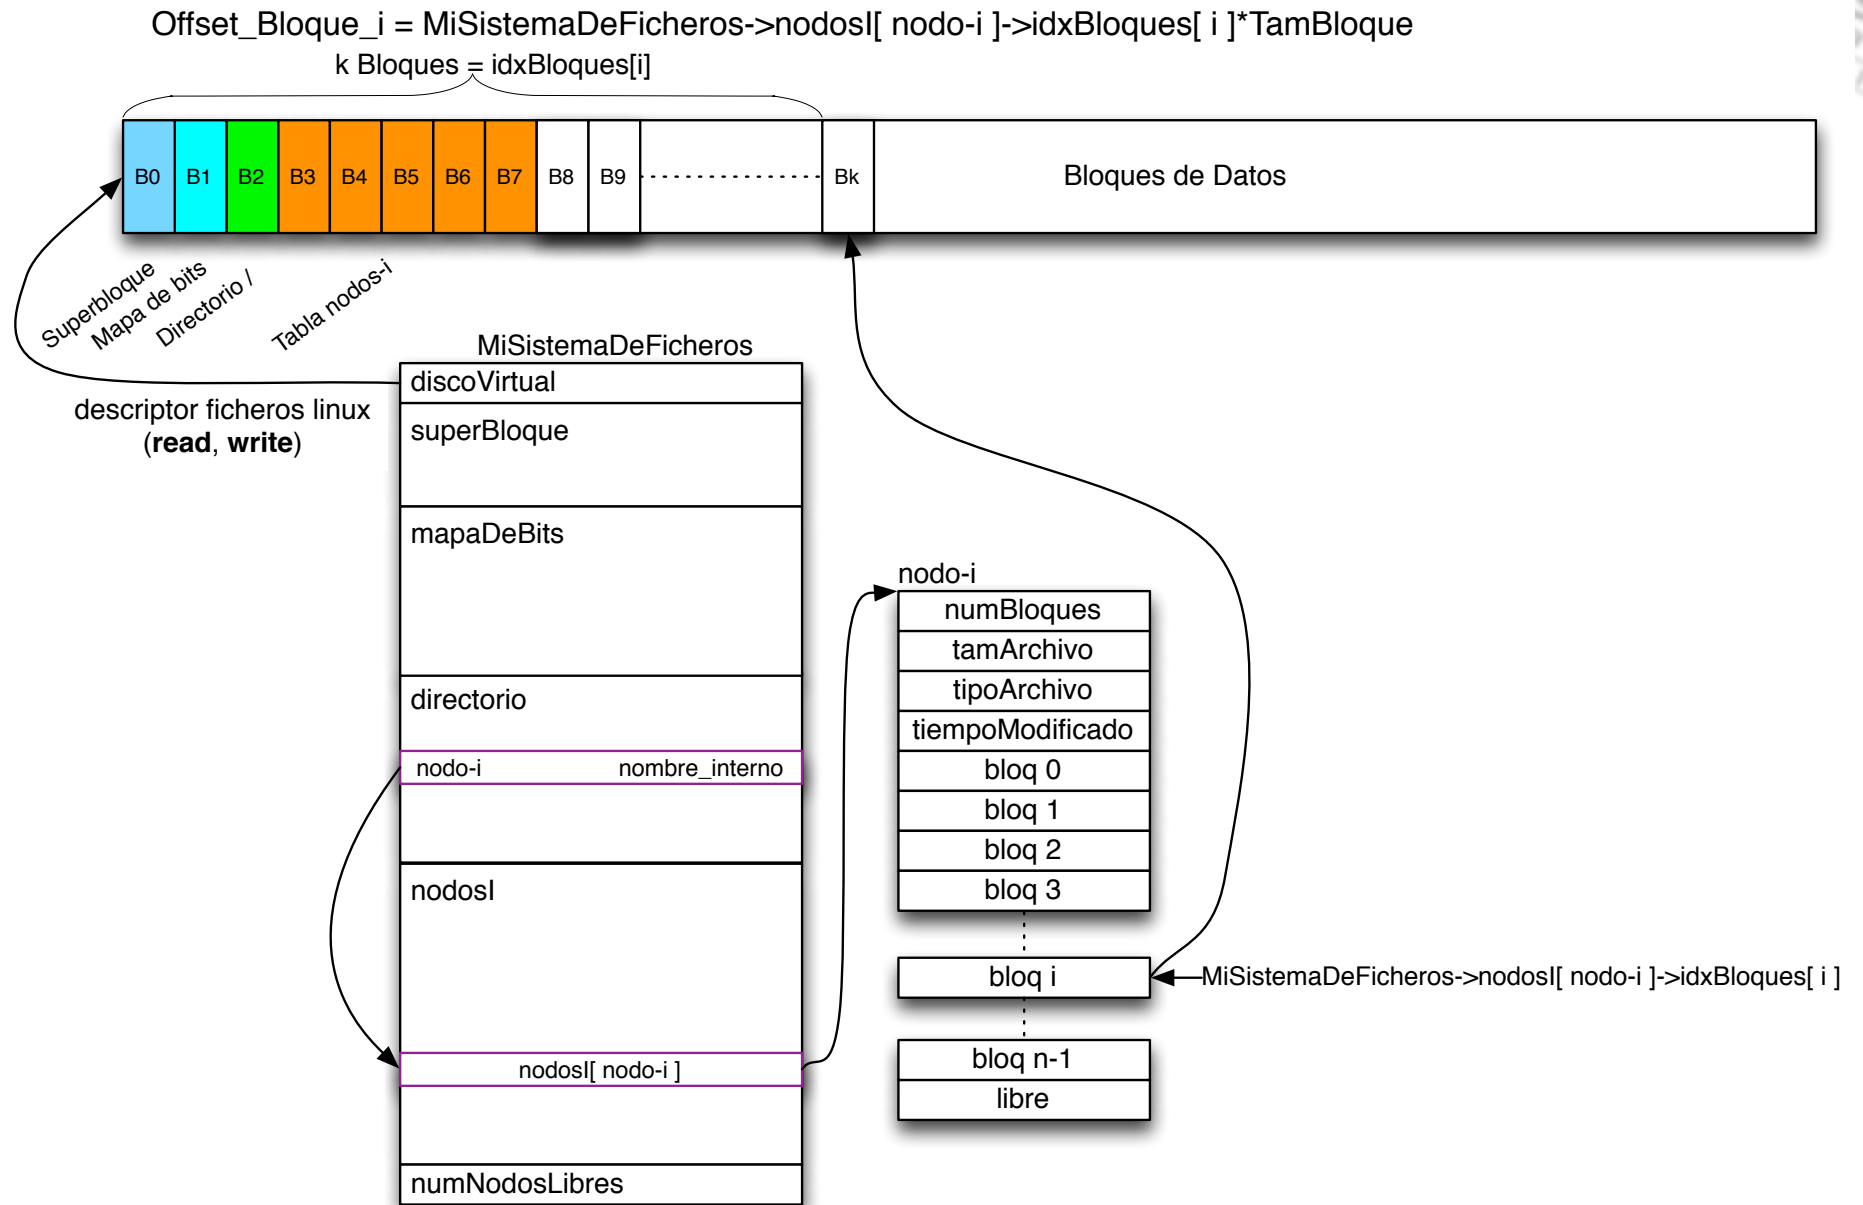 Offset_Bloque_i = MiSistemaDeFicheros->nodosI[ nodo-i ]->idxBloques[ i ]*TamBloque
k Bloques = idxBloques[i]
B0 B1 B2 B3 B4 B5 B6 B7 B8 B9 Bk Bloques de Datos
Superbloque
Mapa de bits
Directorio /
Tabla nodos-i
MiSistemaDeFicheros
discoVirtual
descriptor ficheros linux
(read, write)
superBloque
mapaDeBits
directorio
nodo-i nombre_interno
nodosI
nodosI[ nodo-i ]
numNodosLibres
nodo-i
numBloques
tamArchivo
tipoArchivo
tiempoModificado
bloq 0
bloq 1
bloq 2
bloq 3
bloq i
MiSistemaDeFicheros->nodosI[ nodo-i ]->idxBloques[ i ]
bloq n-1
libre